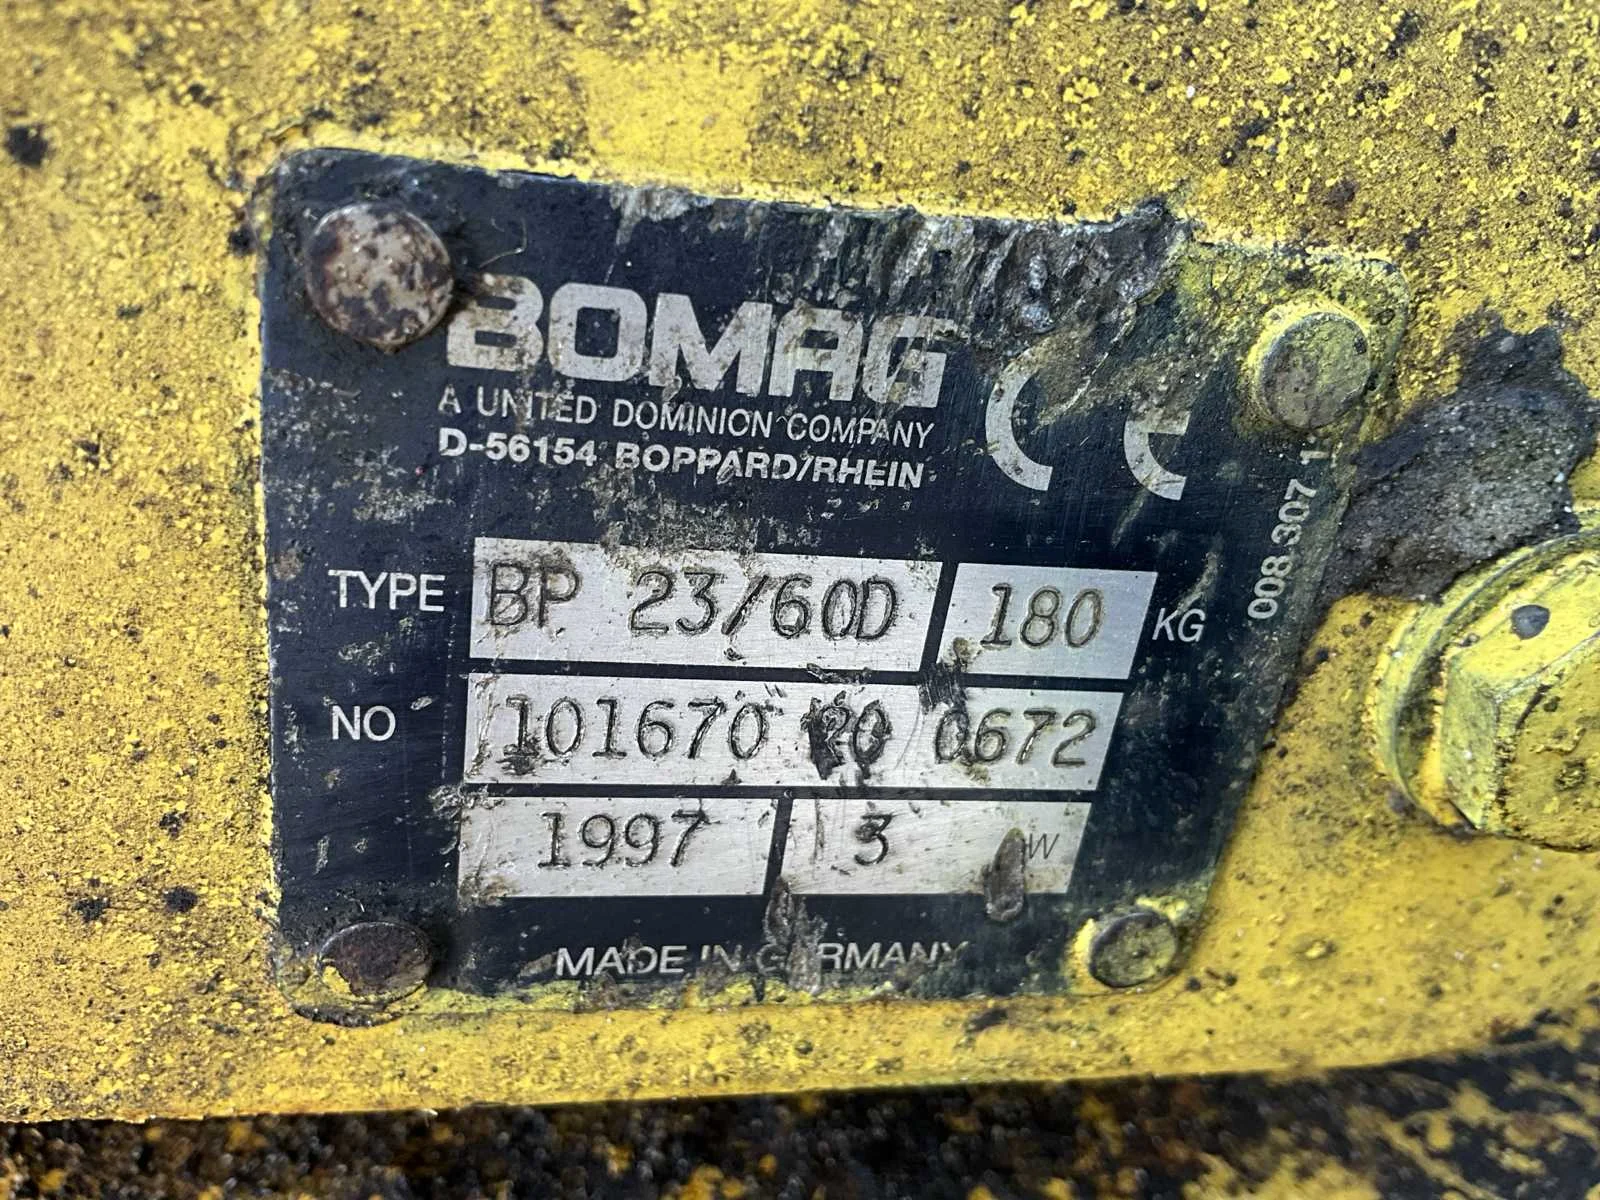 BOMAG
A UNITED DOMINION COMPANY
D-56154 BOPPARD/RHEIN
CE
TYPE BP 23/60D 180 KG
NO 101670 20 0672
1997 3
MADE IN GERMANY
008.307 1